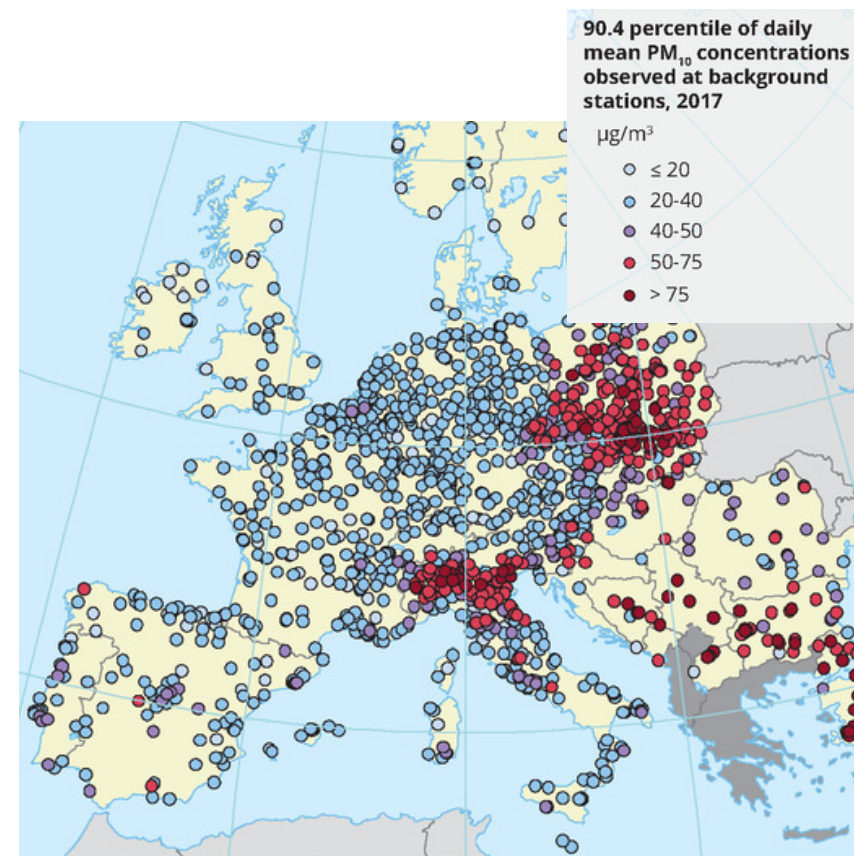 90.4 percentile of daily
mean PM₁₀ concentrations
observed at background
stations, 2017
µg/m³
≤ 20
20-40
40-50
50-75
> 75